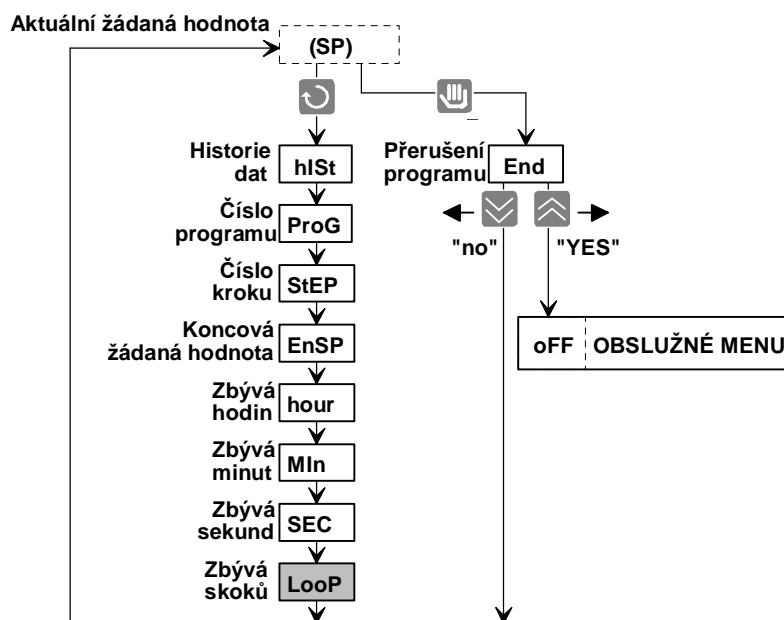 Aktuální žádaná hodnota
(SP)
Historie
dat
hISt
Přerušení
programu
End
Číslo
programu
ProG
"no"
"YES"
Číslo
kroku
StEP
Koncová
žádaná hodnota
EnSP
oFF
OBSLUŽNÉ MENU
Zbývá
hodin
hour
Zbývá
minut
MIn
Zbývá
sekund
SEC
Zbývá
skoků
LooP